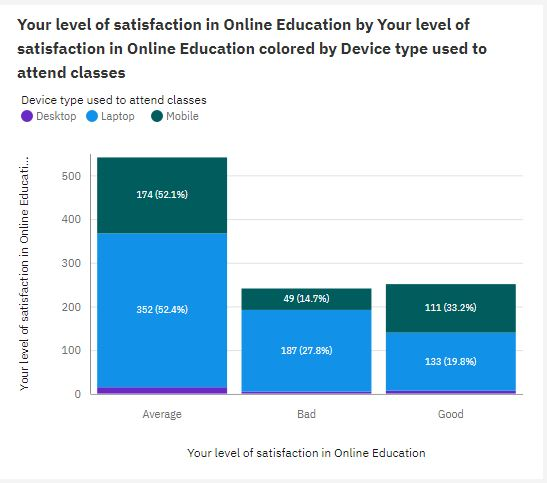 Your level of satisfaction in Online Education by Your level of
satisfaction in Online Education colored by Device type used to
attend classes
Device type used to attend classes
Desktop Laptop Mobile
Your level of satisfaction in Online Educati...
500
400
300
200
100
0
174 (52.1%)
352 (52.4%)
49 (14.7%)
187 (27.8%)
111 (33.2%)
133 (19.8%)
Average Bad Good
Your level of satisfaction in Online Education